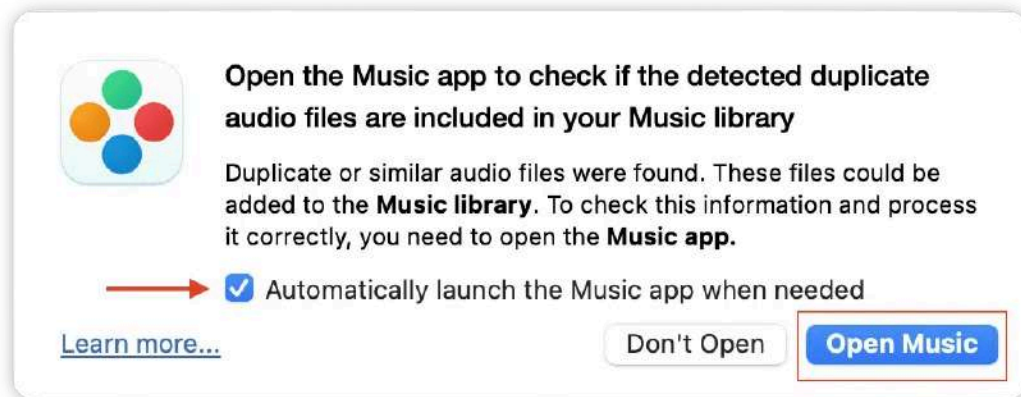 Open the Music app to check if the detected duplicate
audio files are included in your Music library
Duplicate or similar audio files were found. These files could be
added to the Music library. To check this information and process
it correctly, you need to open the Music app.
Automatically launch the Music app when needed
Learn more...
Don't Open
Open Music